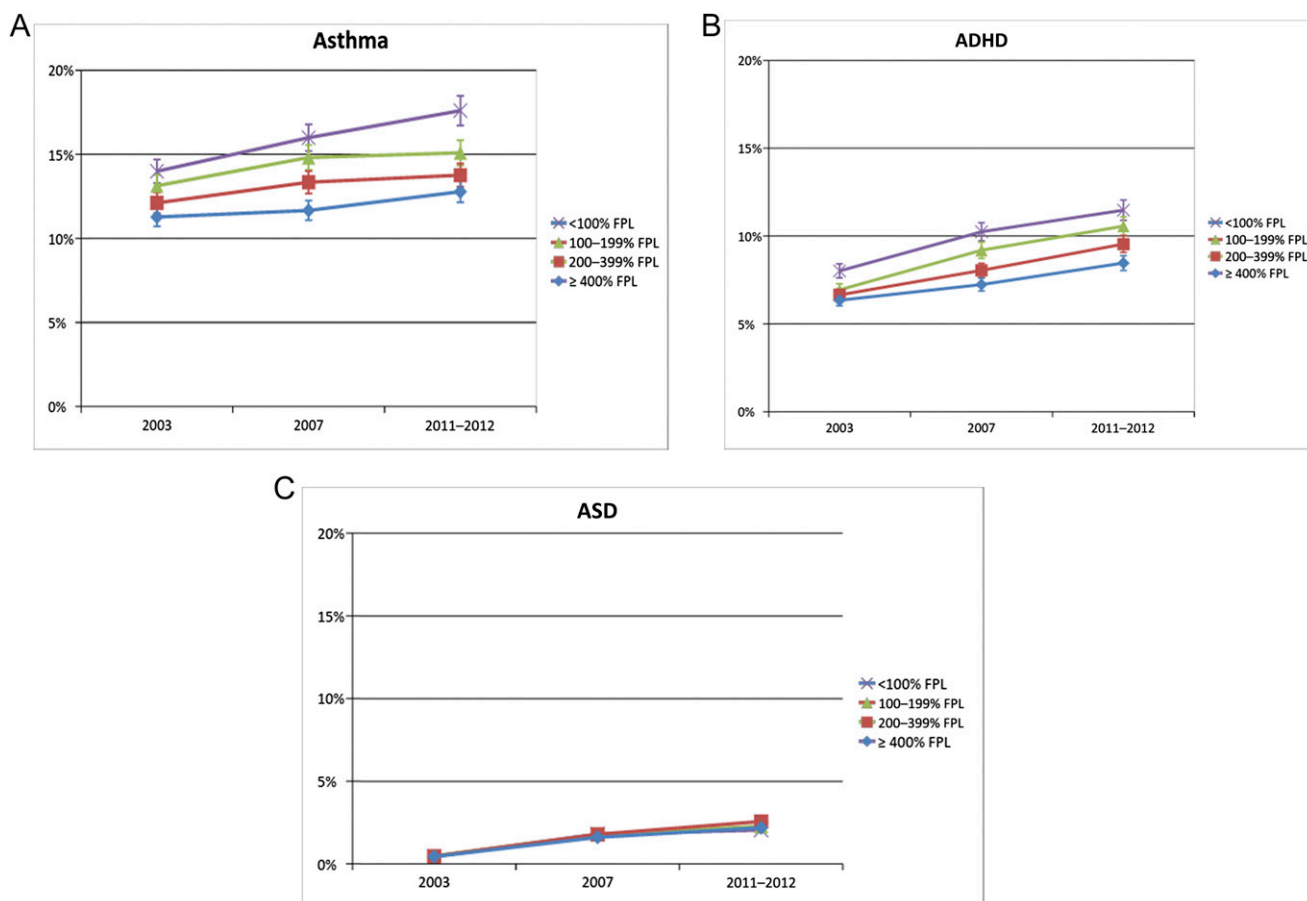 A
Asthma
20%
15%
10%
5%
0%
2003 2007 2011–2012
<100% FPL
100–199% FPL
200–399% FPL
≥ 400% FPL
B
ADHD
20%
15%
10%
5%
0%
2003 2007 2011–2012
<100% FPL
100–199% FPL
200–399% FPL
≥ 400% FPL
C
ASD
20%
15%
10%
5%
0%
2003 2007 2011–2012
<100% FPL
100–199% FPL
200–399% FPL
≥ 400% FPL